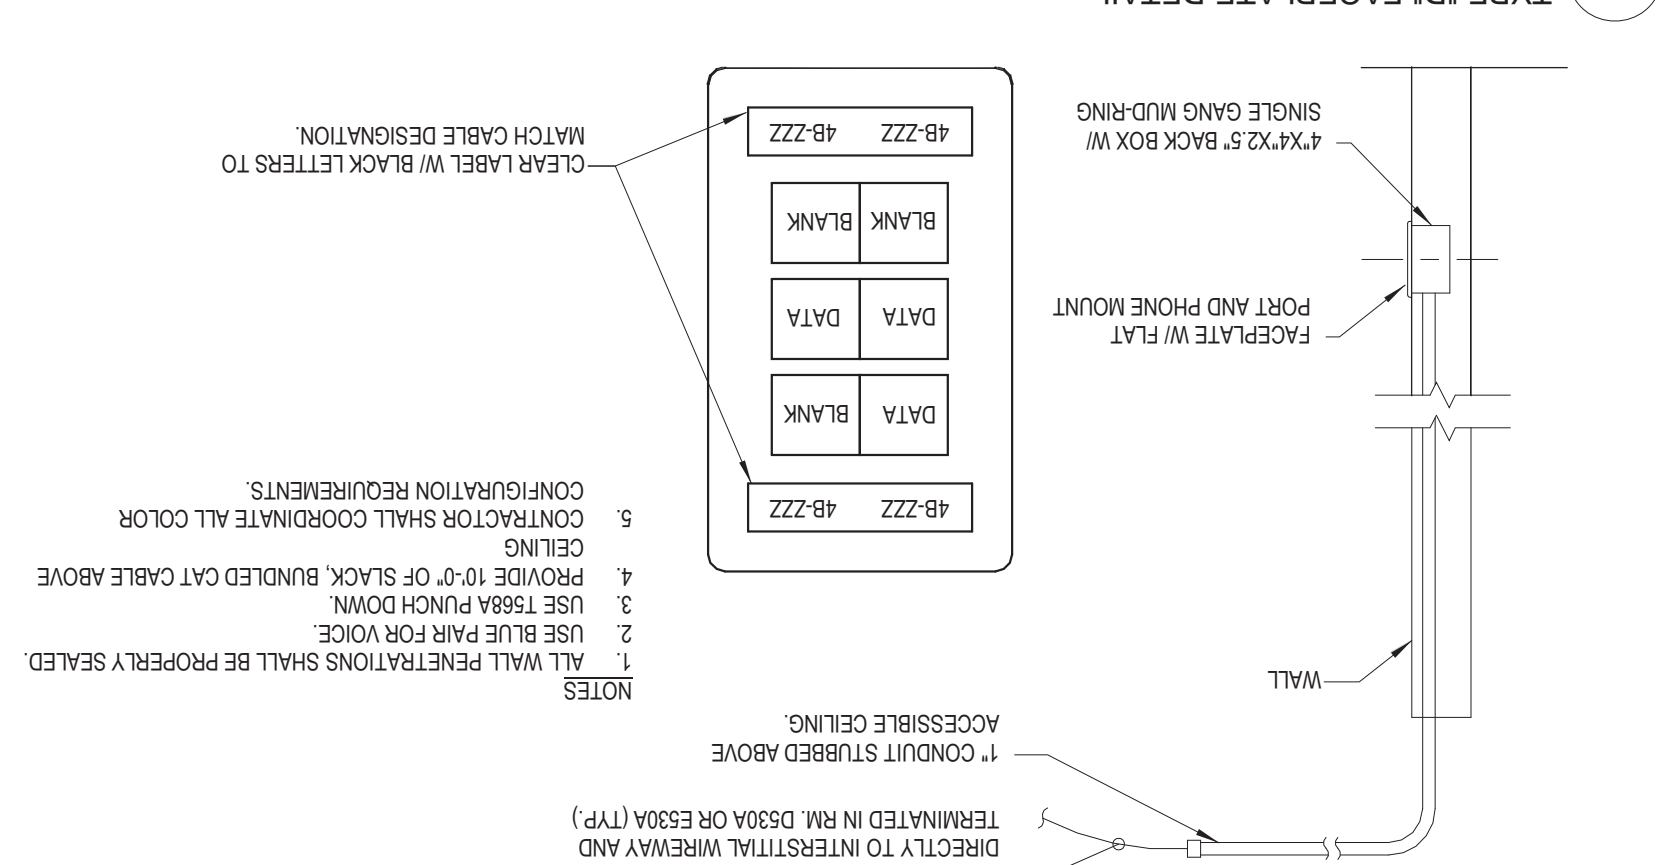 DIRECTLY TO INTERSTITIAL WIREWAY AND
TERMINATED IN RM. D530A OR E530A (TYP.)
1" CONDUIT STUBBED ABOVE
ACCESSIBLE CEILING.
WALL
FACEPLATE W/ FLAT
PORT AND PHONE MOUNT
4"X4"X2.5" BACK BOX W/
SINGLE GANG MUD-RING
4B-ZZZ 4B-ZZZ
DATA BLANK
DATA DATA
BLANK BLANK
4B-ZZZ 4B-ZZZ
NOTES
1. ALL WALL PENETRATIONS SHALL BE PROPERLY SEALED.
2. USE BLUE PAIR FOR VOICE.
3. USE T568A PUNCH DOWN.
4. PROVIDE 10'-0" OF SLACK, BUNDLED CAT CABLE ABOVE
CEILING
5. CONTRACTOR SHALL COORDINATE ALL COLOR
CONFIGURATION REQUIREMENTS.
CLEAR LABEL W/ BLACK LETTERS TO
MATCH CABLE DESIGNATION.
TYPE FACEPLATE DETAIL